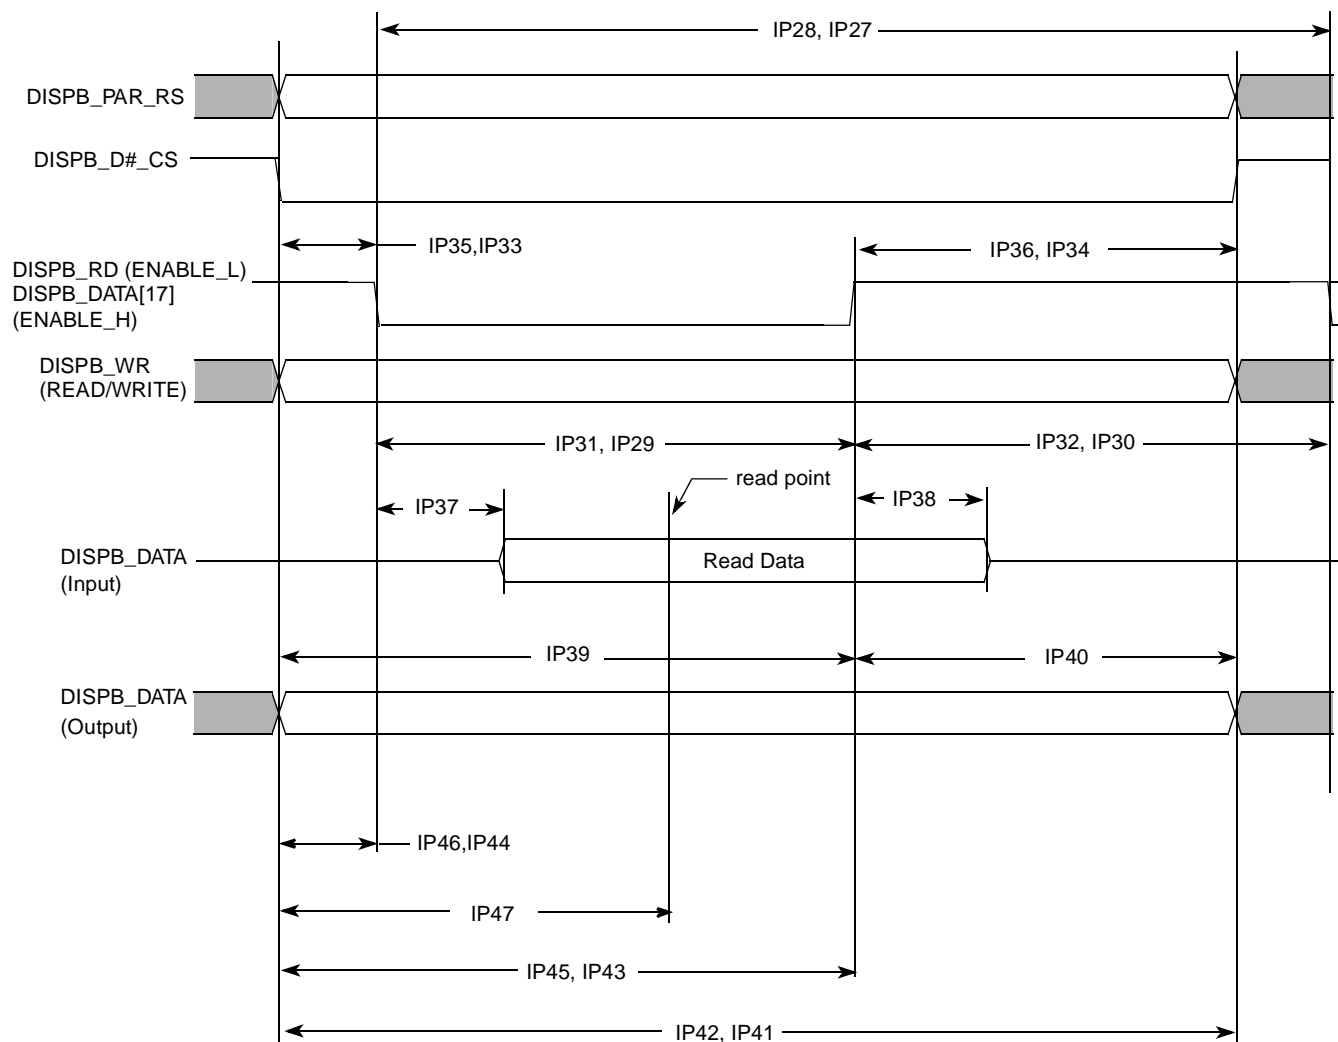 IP28, IP27
DISPB_PAR_RS
DISPB_D#_CS
IP35,IP33
IP36, IP34
DISPB_RD (ENABLE_L)
DISPB_DATA[17]
(ENABLE_H)
DISPB_WR
(READ/WRITE)
IP31, IP29
IP32, IP30
read point
IP37
IP38
DISPB_DATA
(Input)
Read Data
IP39
IP40
DISPB_DATA
(Output)
IP46,IP44
IP47
IP45, IP43
IP42, IP41